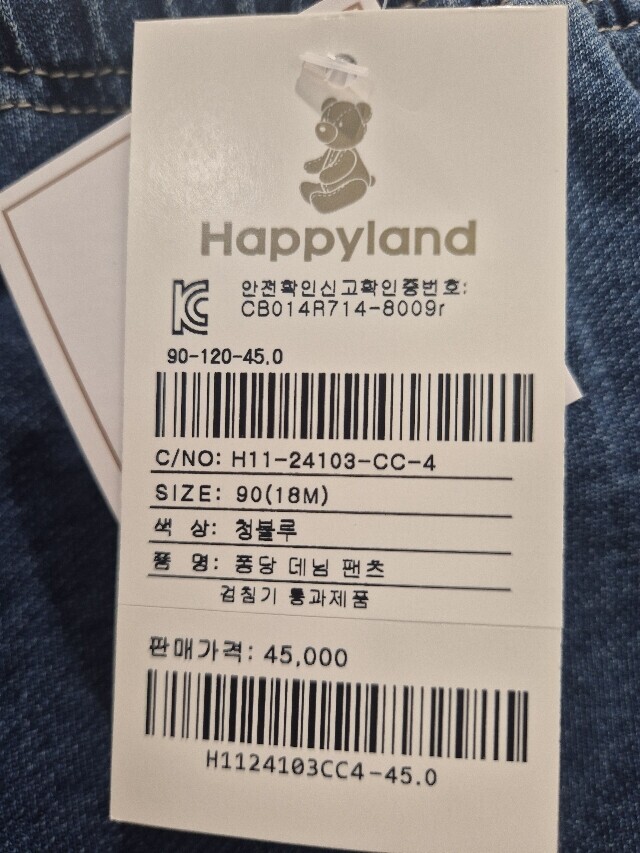 Happyland
안전확인신고확인증번호:
CB014R714-8009r
90-120-45.0
C/NO: H11-24103-CC-4
SIZE: 90(18M)
색 상: 청블루
품 명: 퐁당 데님 팬츠
검침기 통과제품
판매가격: 45,000
H1124103CC4-45.0